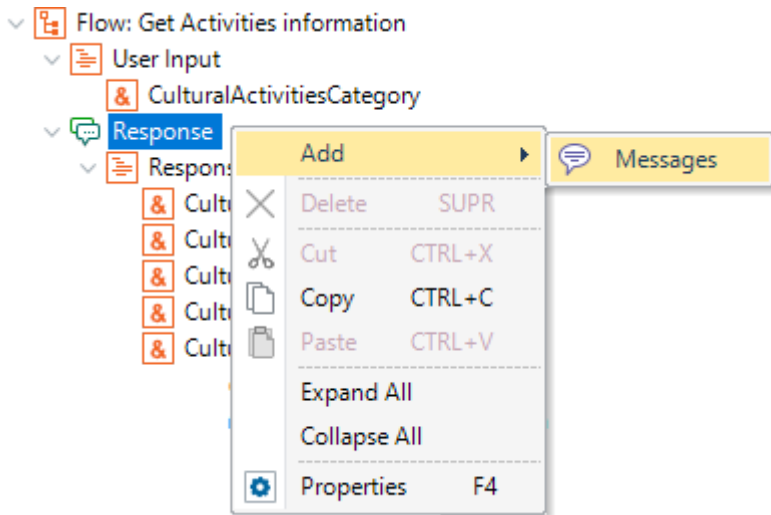 Flow: Get Activities information
User Input
& CulturalActivitiesCategory
Response
Add
Messages
Respons
& Cultu
Delete SUPR
& Cultu
Cut CTRL+X
& Cultu
Copy CTRL+C
& Cultu
Paste CTRL+V
& Cultu
Expand All
Collapse All
Properties F4